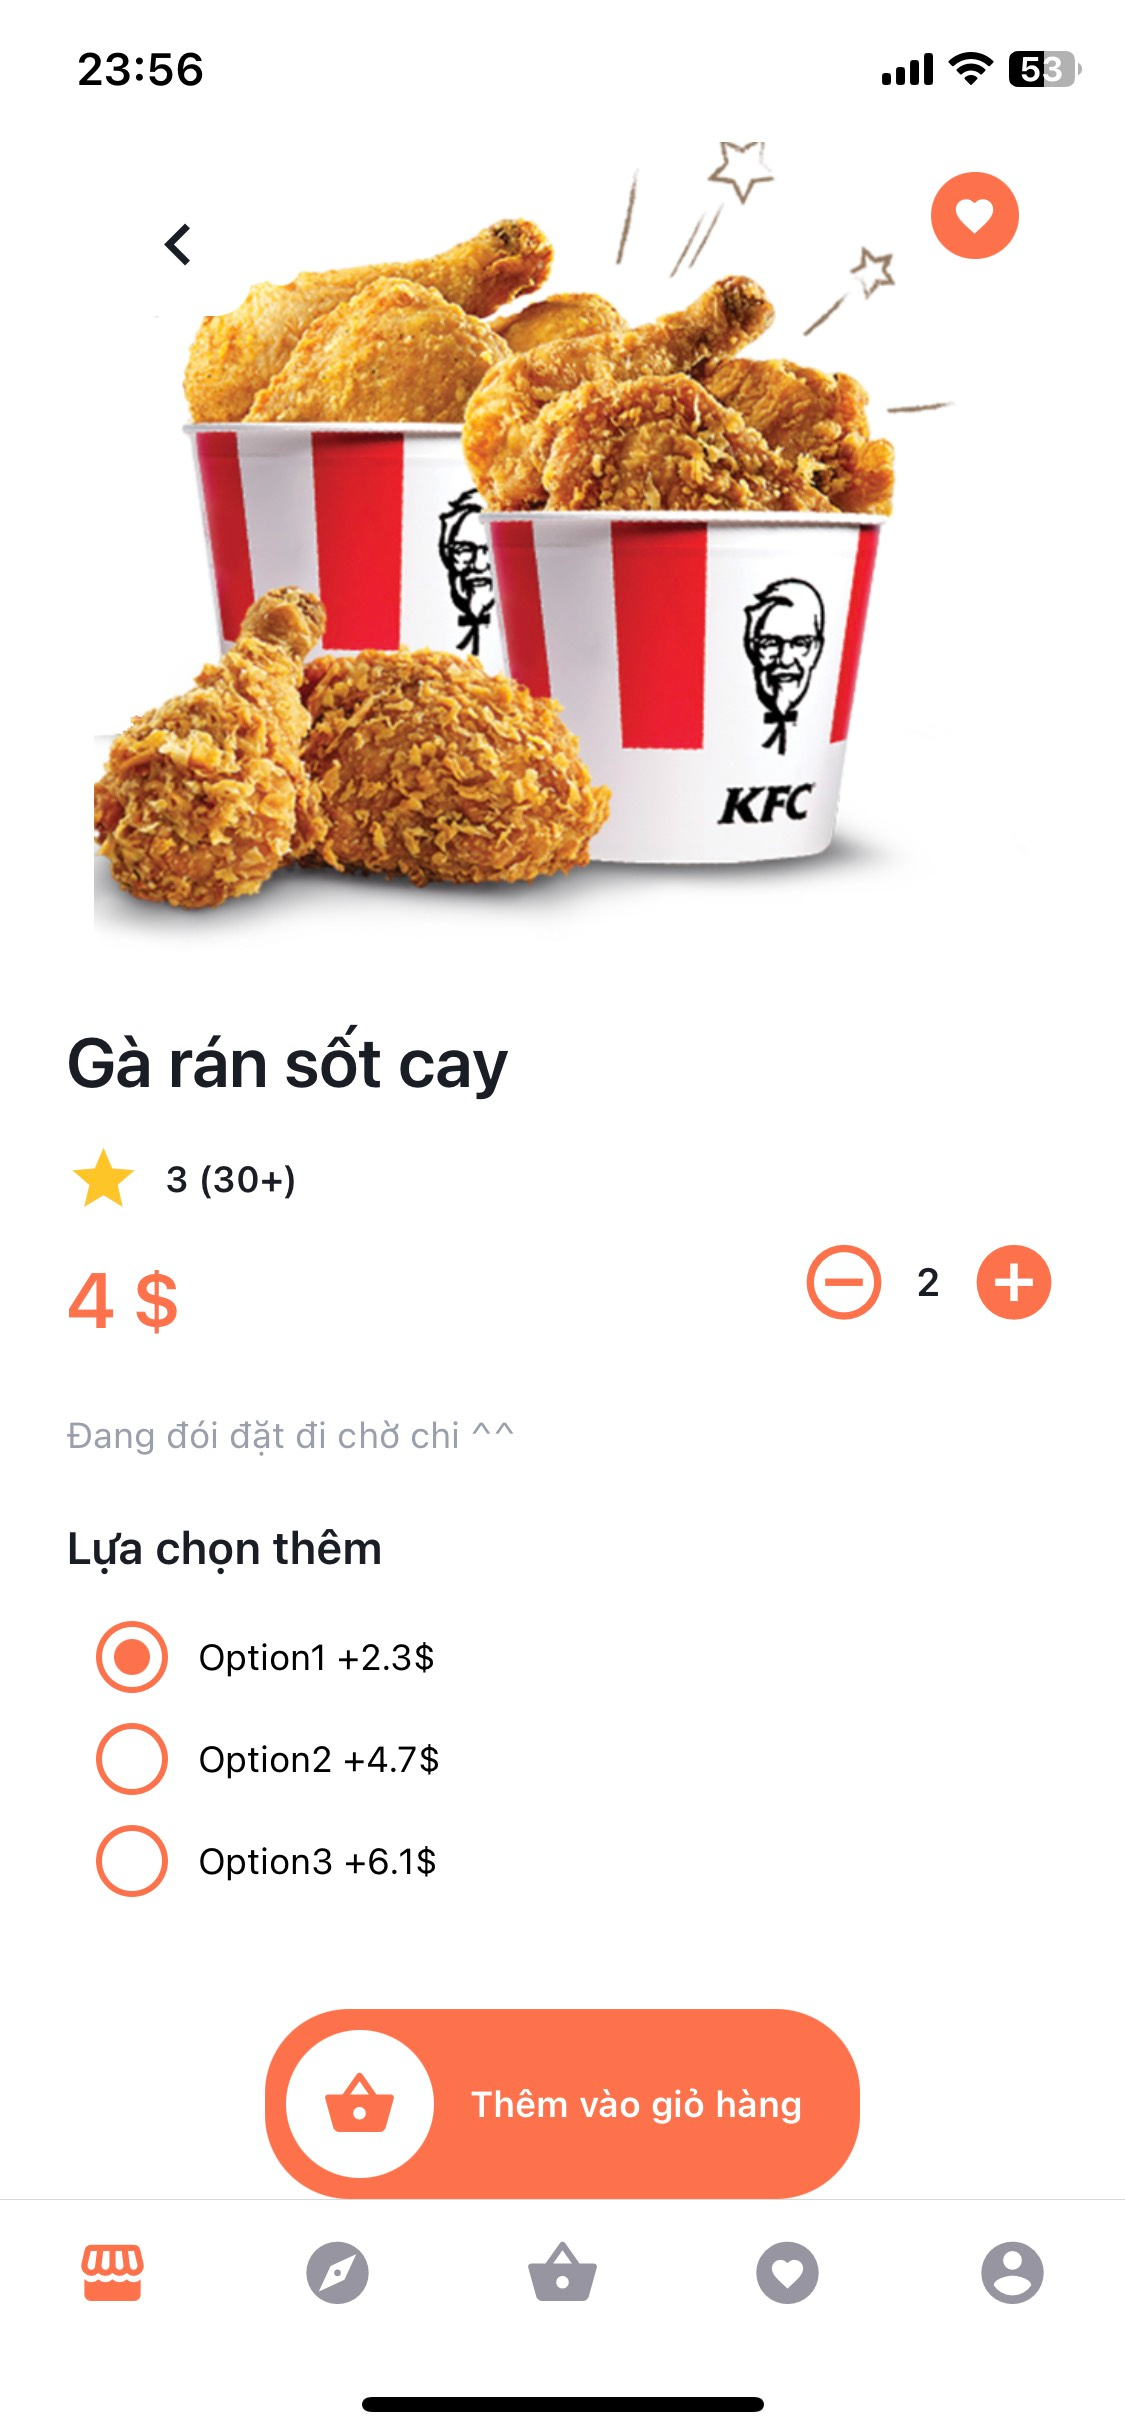 23:56
53
KFC
Gà rán sốt cay
3 (30+)
4 $
2
Đang đói đặt đi chờ chi ^^
Lựa chọn thêm
Option1 +2.3$
Option2 +4.7$
Option3 +6.1$
Thêm vào giỏ hàng